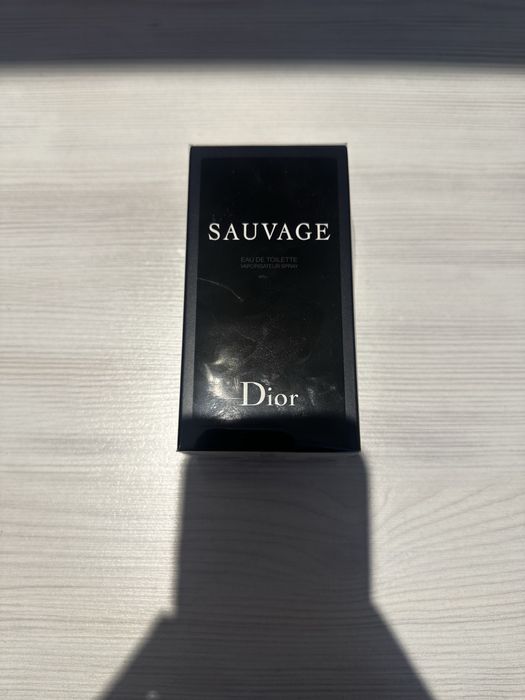 SAUVAGE
EAU DE TOILETTE
VAPORISATEUR SPRAY
Dior